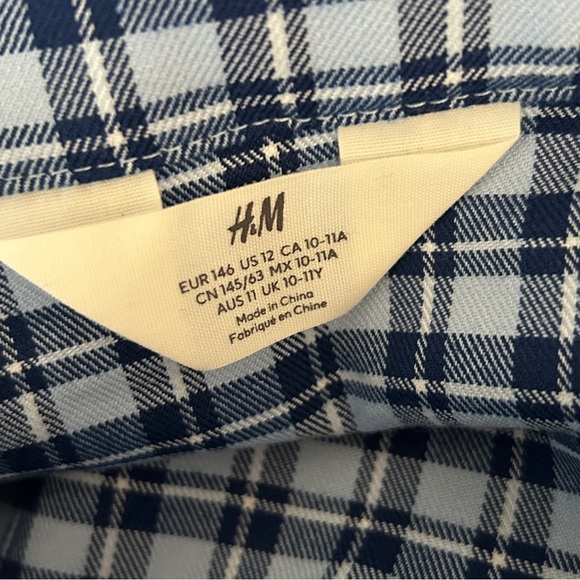 H&M
EUR 146 US 12 CA 10-11A
CN 145/63 MX 10-11A
AUS 11 UK 10-11Y
Made in China
Fabriqué en Chine